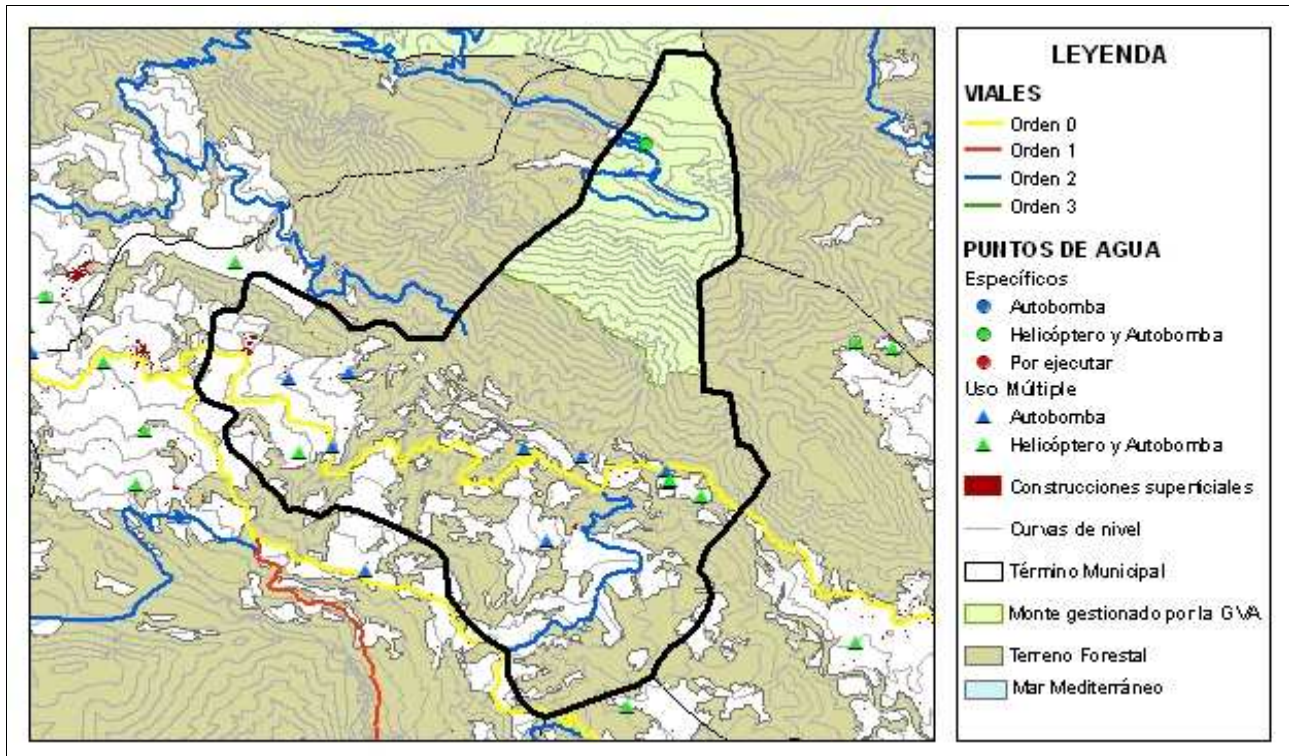 LEYENDA
VIALES
Orden 0
Orden 1
Orden 2
Orden 3
PUNTOS DE AGUA
Específicos
Autobomba
Helicóptero y Autobomba
Por ejecutar
Uso Múltiple
Autobomba
Helicóptero y Autobomba
Construcciones superficiales
Curvas de nivel
Término Municipal
Monte gestionado por la GVA
Terreno Forestal
Mar Mediterráneo